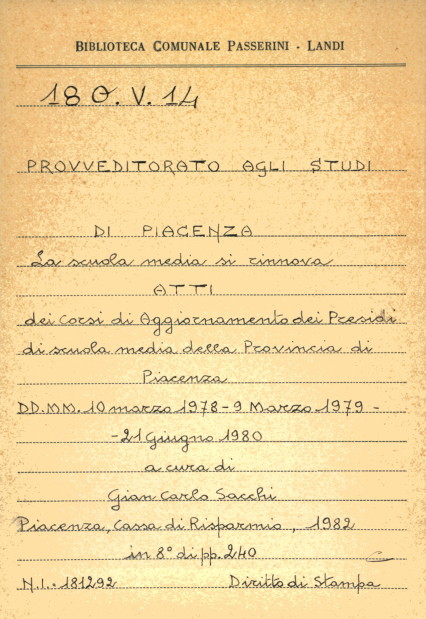 BIBLIOTECA COMUNALE PASSERINI - LANDI
18 O. V. 14
PROVVEDITORATO AGLI STUDI
DI PIACENZA
La scuola media si rinnova
ATTI
dei Corsi di Aggiornamento dei Presidi
di scuola media della Provincia di
Piacenza
DD. MM. 10 marzo 1978 - 9 Marzo 1979 -
- 21 Giugno 1980
a cura di
Gian Carlo Sacchi
Piacenza, Cassa di Risparmio, 1982
in 8° di pp. 240
N.I. = 181292 Diritto di Stampa